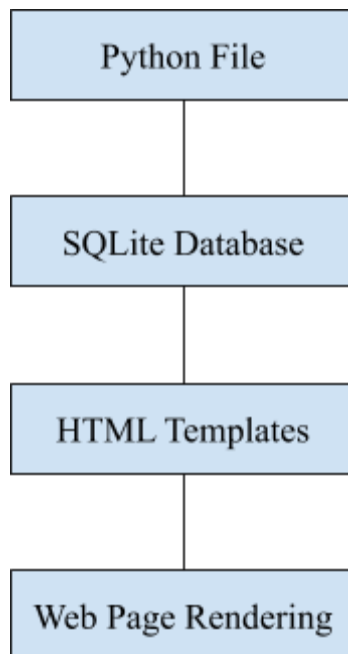 Python File
SQLite Database
HTML Templates
Web Page Rendering